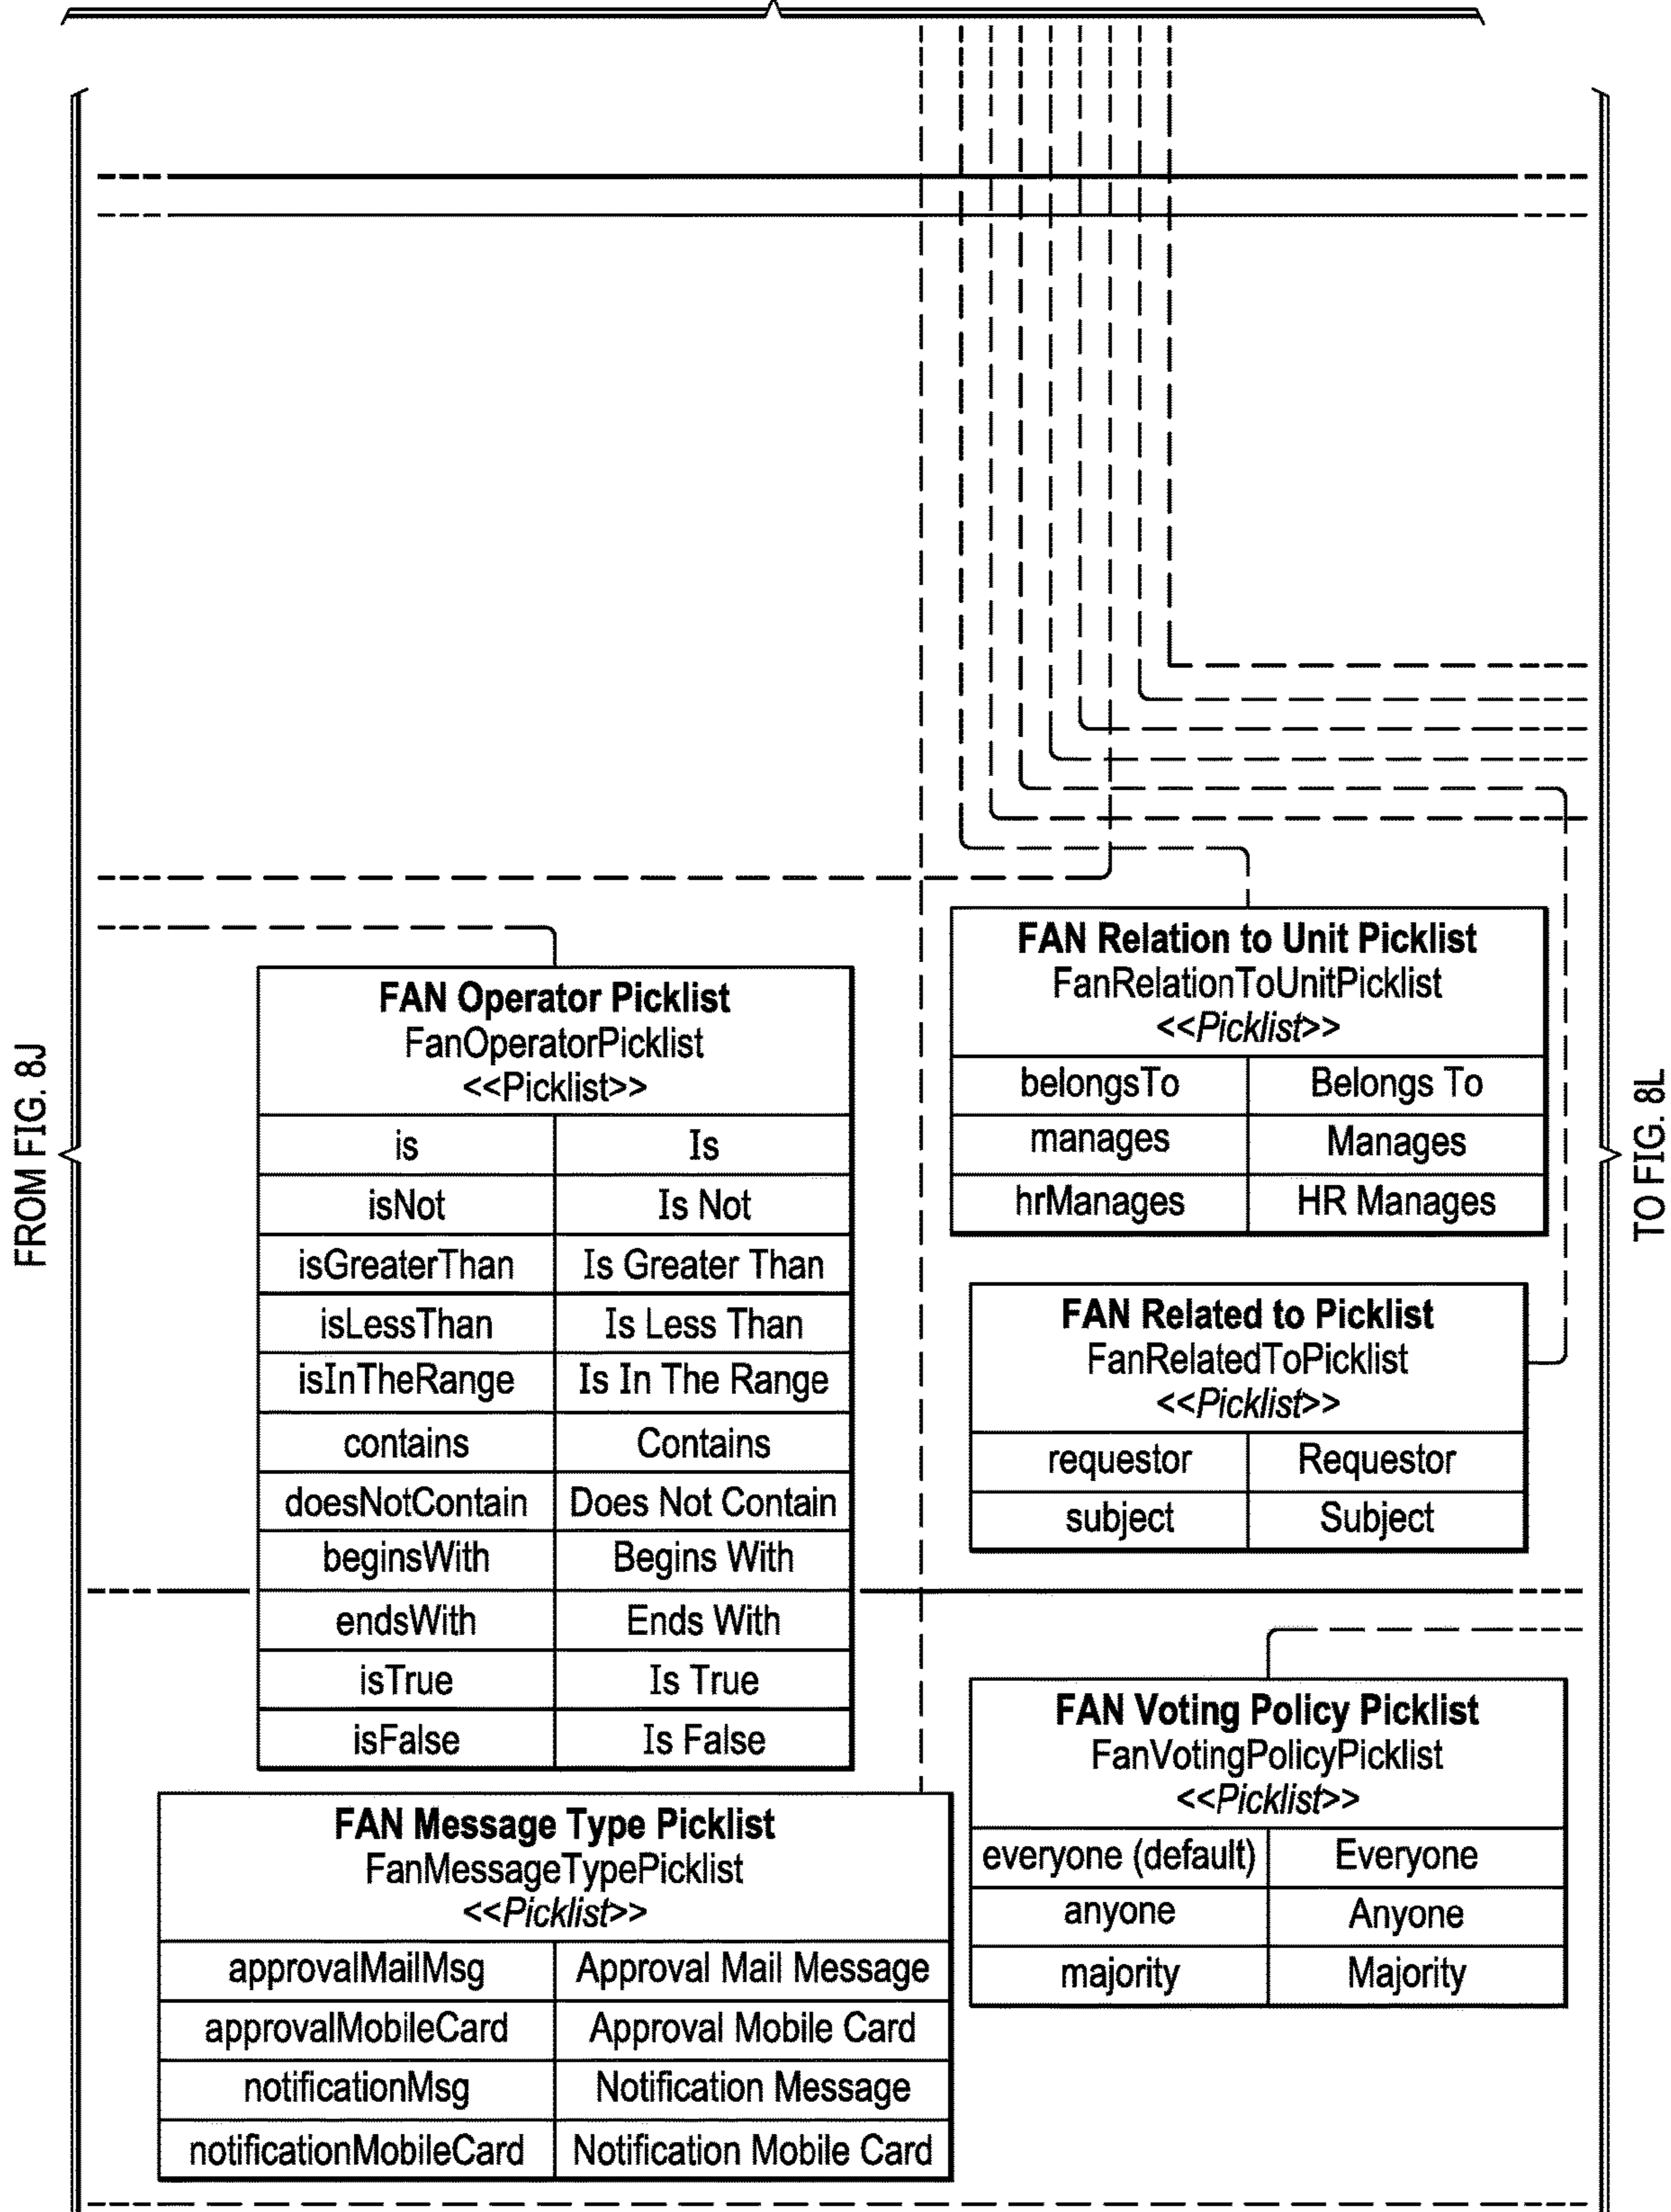 FROM FIG. 8J
FAN Operator Picklist
FanOperatorPicklist
<<Picklist>>
is Is
isNot Is Not
isGreaterThan Is Greater Than
isLessThan Is Less Than
isInTheRange Is In The Range
contains Contains
doesNotContain Does Not Contain
beginsWith Begins With
endsWith Ends With
isTrue Is True
isFalse Is False
FAN Message Type Picklist
FanMessageTypePicklist
<<Picklist>>
approvalMailMsg Approval Mail Message
approvalMobileCard Approval Mobile Card
notificationMsg Notification Message
notificationMobileCard Notification Mobile Card
FAN Relation to Unit Picklist
FanRelationToUnitPicklist
<<Picklist>>
belongsTo Belongs To
manages Manages
hrManages HR Manages
FAN Related to Picklist
FanRelatedToPicklist
<<Picklist>>
requestor Requestor
subject Subject
FAN Voting Policy Picklist
FanVotingPolicyPicklist
<<Picklist>>
everyone (default) Everyone
anyone Anyone
majority Majority
TO FIG. 8L